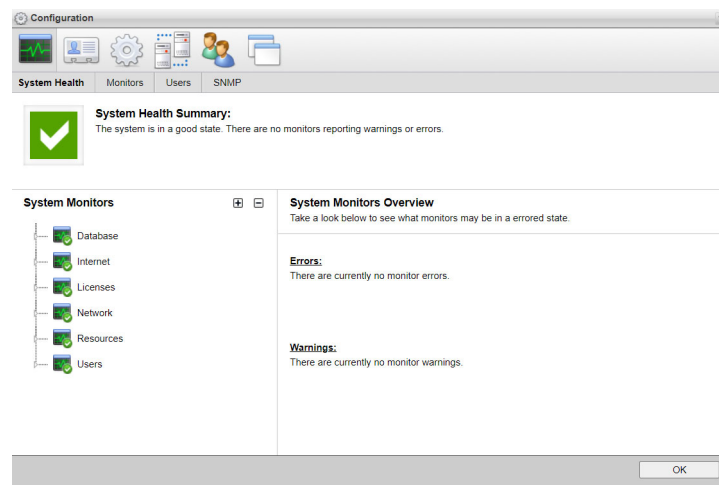 Configuration
System Health Monitors Users SNMP
System Health Summary:
The system is in a good state. There are no monitors reporting warnings or errors.
System Monitors
Database
Internet
Licenses
Network
Resources
Users
System Monitors Overview
Take a look below to see what monitors may be in a errored state.
Errors:
There are currently no monitor errors.
Warnings:
There are currently no monitor warnings.
OK